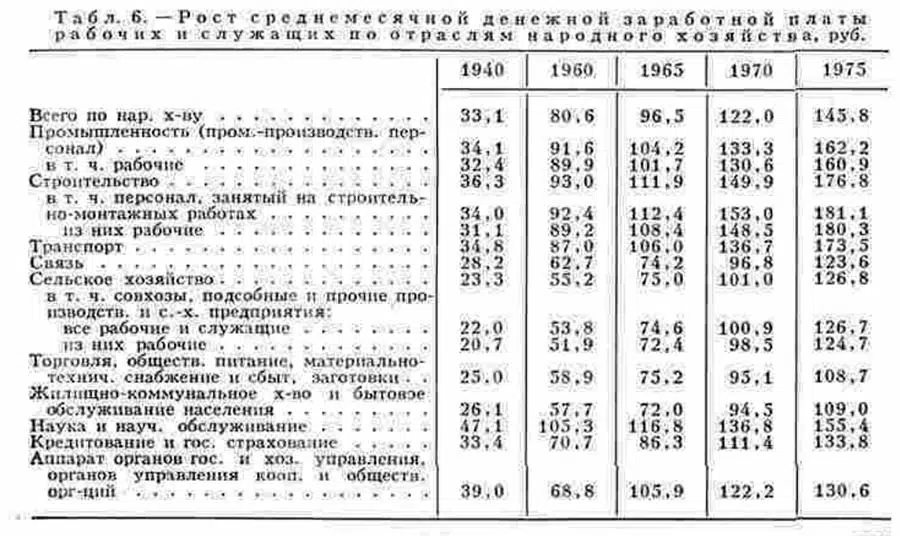 Табл. 6. — Рост среднемесячной денежной заработной платы
рабочих и служащих по отраслям народного хозяйства, руб.
1940 1960 1965 1970 1975
Всего по нар. х-ву . . . . . . . . . . . . . 33,1 80,6 96,5 122,0 145,8
Промышленность (пром.-производств. пер-
сонал) . . . . . . . . . . . . . . . . . 34,1 91,6 104,2 133,3 162,2
в т. ч. рабочие . . . . . . . . . . . . . 32,4 89,9 101,7 130,6 160,9
Строительство . . . . . . . . . . . . . . . 36,3 93,0 111,9 149,9 176,8
в т. ч. персонал, занятый на строитель-
но-монтажных работах . . . . . . . . . 34,0 92,4 112,4 153,0 181,1
из них рабочие . . . . . . . . . . . . 31,1 89,2 108,4 148,5 180,3
Транспорт . . . . . . . . . . . . . . . . . 34,8 87,0 106,0 136,7 173,5
Связь . . . . . . . . . . . . . . . . . . . 28,2 62,7 74,2 96,8 123,6
Сельское хозяйство . . . . . . . . . . . . 23,3 55,2 75,0 101,0 126,8
в т. ч. совхозы, подсобные и прочие про-
изводств. и с.-х. предприятия:
все рабочие и служащие . . . . . . . . 22,0 53,8 74,6 100,9 126,7
из них рабочие . . . . . . . . . . . . 20,7 51,9 72,4 98,5 124,7
Торговля, обществ. питание, материально-
технич. снабжение и сбыт, заготовки . . 25,0 58,9 75,2 95,1 108,7
Жилищно-коммунальное х-во и бытовое
обслуживание населения . . . . . . . . 26,1 57,7 72,0 94,5 109,0
Наука и науч. обслуживание . . . . . . . 47,1 105,3 116,8 136,8 155,4
Кредитование и гос. страхование . . . . . 33,4 70,7 86,3 111,4 133,8
Аппарат органов гос. и хоз. управления,
органов управления кооп. и обществ.
орг-ций . . . . . . . . . . . . . . . . 39,0 68,8 105,9 122,2 130,6